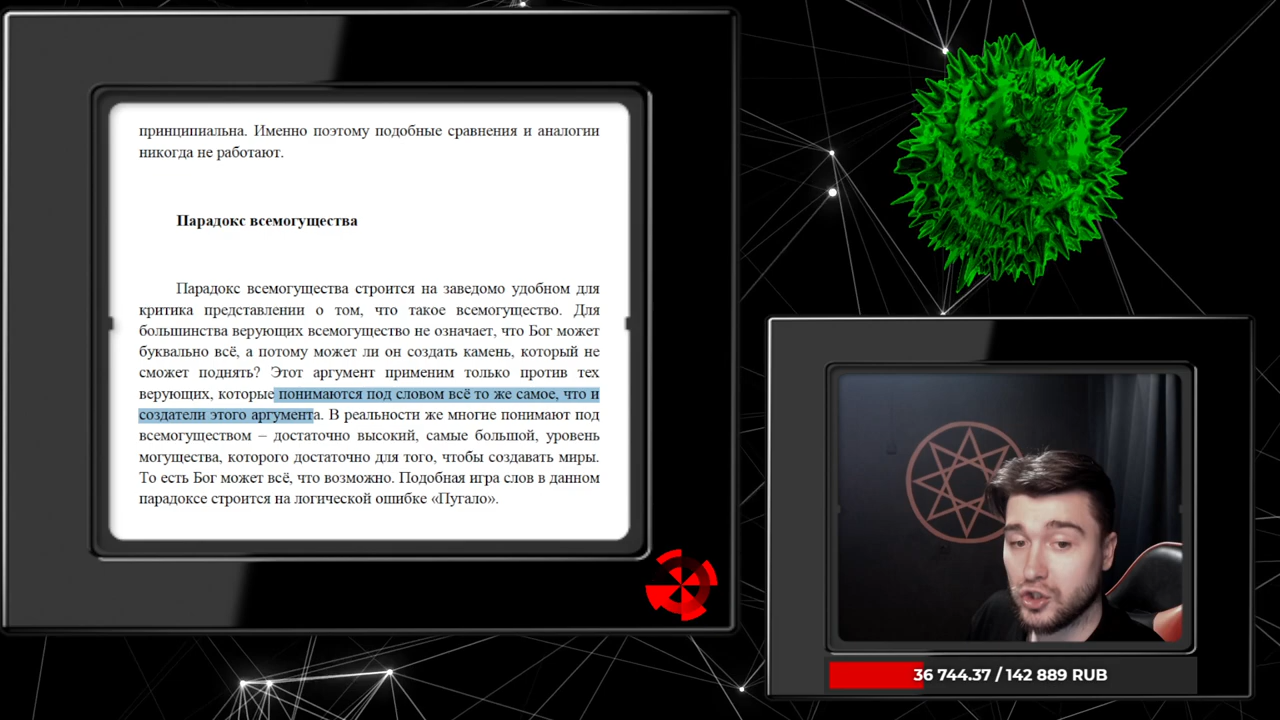 принципиальна. Именно поэтому подобные сравнения и аналогии
никогда не работают.
Парадокс всемогущества
Парадокс всемогущества строится на заведомо удобном для
критика представлении о том, что такое всемогущество. Для
большинства верующих всемогущество не означает, что Бог может
буквально всё, а потому может ли он создать камень, который не
сможет поднять? Этот аргумент применим только против тех
верующих, которые понимаются под словом всё то же самое, что и
создатели этого аргумента. В реальности же многие понимают под
всемогуществом – достаточно высокий, самые большой, уровень
могущества, которого достаточно для того, чтобы создавать миры.
То есть Бог может всё, что возможно. Подобная игра слов в данном
парадоксе строится на логической ошибке «Пугало».
36 744.37 / 142 889 RUB